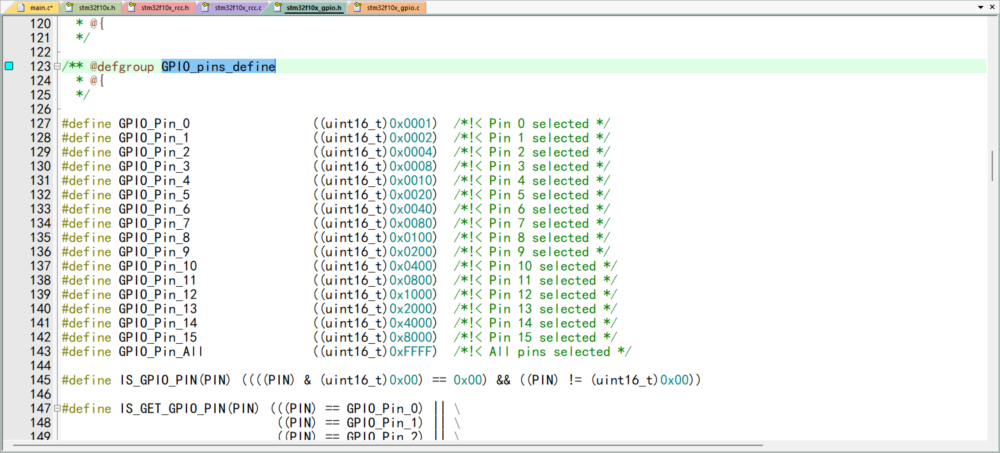 main.c* stm32f10x.h stm32f10x_rcc.h stm32f10x_rcc.c stm32f10x_gpio.h stm32f10x_gpio.c
120 * @{
121 */
122
123 /** @defgroup GPIO_pins_define
124 * @{
125 */
126
127 #define GPIO_Pin_0 ((uint16_t)0x0001) /*!< Pin 0 selected */
128 #define GPIO_Pin_1 ((uint16_t)0x0002) /*!< Pin 1 selected */
129 #define GPIO_Pin_2 ((uint16_t)0x0004) /*!< Pin 2 selected */
130 #define GPIO_Pin_3 ((uint16_t)0x0008) /*!< Pin 3 selected */
131 #define GPIO_Pin_4 ((uint16_t)0x0010) /*!< Pin 4 selected */
132 #define GPIO_Pin_5 ((uint16_t)0x0020) /*!< Pin 5 selected */
133 #define GPIO_Pin_6 ((uint16_t)0x0040) /*!< Pin 6 selected */
134 #define GPIO_Pin_7 ((uint16_t)0x0080) /*!< Pin 7 selected */
135 #define GPIO_Pin_8 ((uint16_t)0x0100) /*!< Pin 8 selected */
136 #define GPIO_Pin_9 ((uint16_t)0x0200) /*!< Pin 9 selected */
137 #define GPIO_Pin_10 ((uint16_t)0x0400) /*!< Pin 10 selected */
138 #define GPIO_Pin_11 ((uint16_t)0x0800) /*!< Pin 11 selected */
139 #define GPIO_Pin_12 ((uint16_t)0x1000) /*!< Pin 12 selected */
140 #define GPIO_Pin_13 ((uint16_t)0x2000) /*!< Pin 13 selected */
141 #define GPIO_Pin_14 ((uint16_t)0x4000) /*!< Pin 14 selected */
142 #define GPIO_Pin_15 ((uint16_t)0x8000) /*!< Pin 15 selected */
143 #define GPIO_Pin_All ((uint16_t)0xFFFF) /*!< All pins selected */
144
145 #define IS_GPIO_PIN(PIN) ((((PIN) & (uint16_t)0x00) == 0x00) && ((PIN) != (uint16_t)0x00))
146
147 #define IS_GET_GPIO_PIN(PIN) (((PIN) == GPIO_Pin_0) || \
148 ((PIN) == GPIO_Pin_1) || \
149 ((PIN) == GPIO_Pin_2) || \